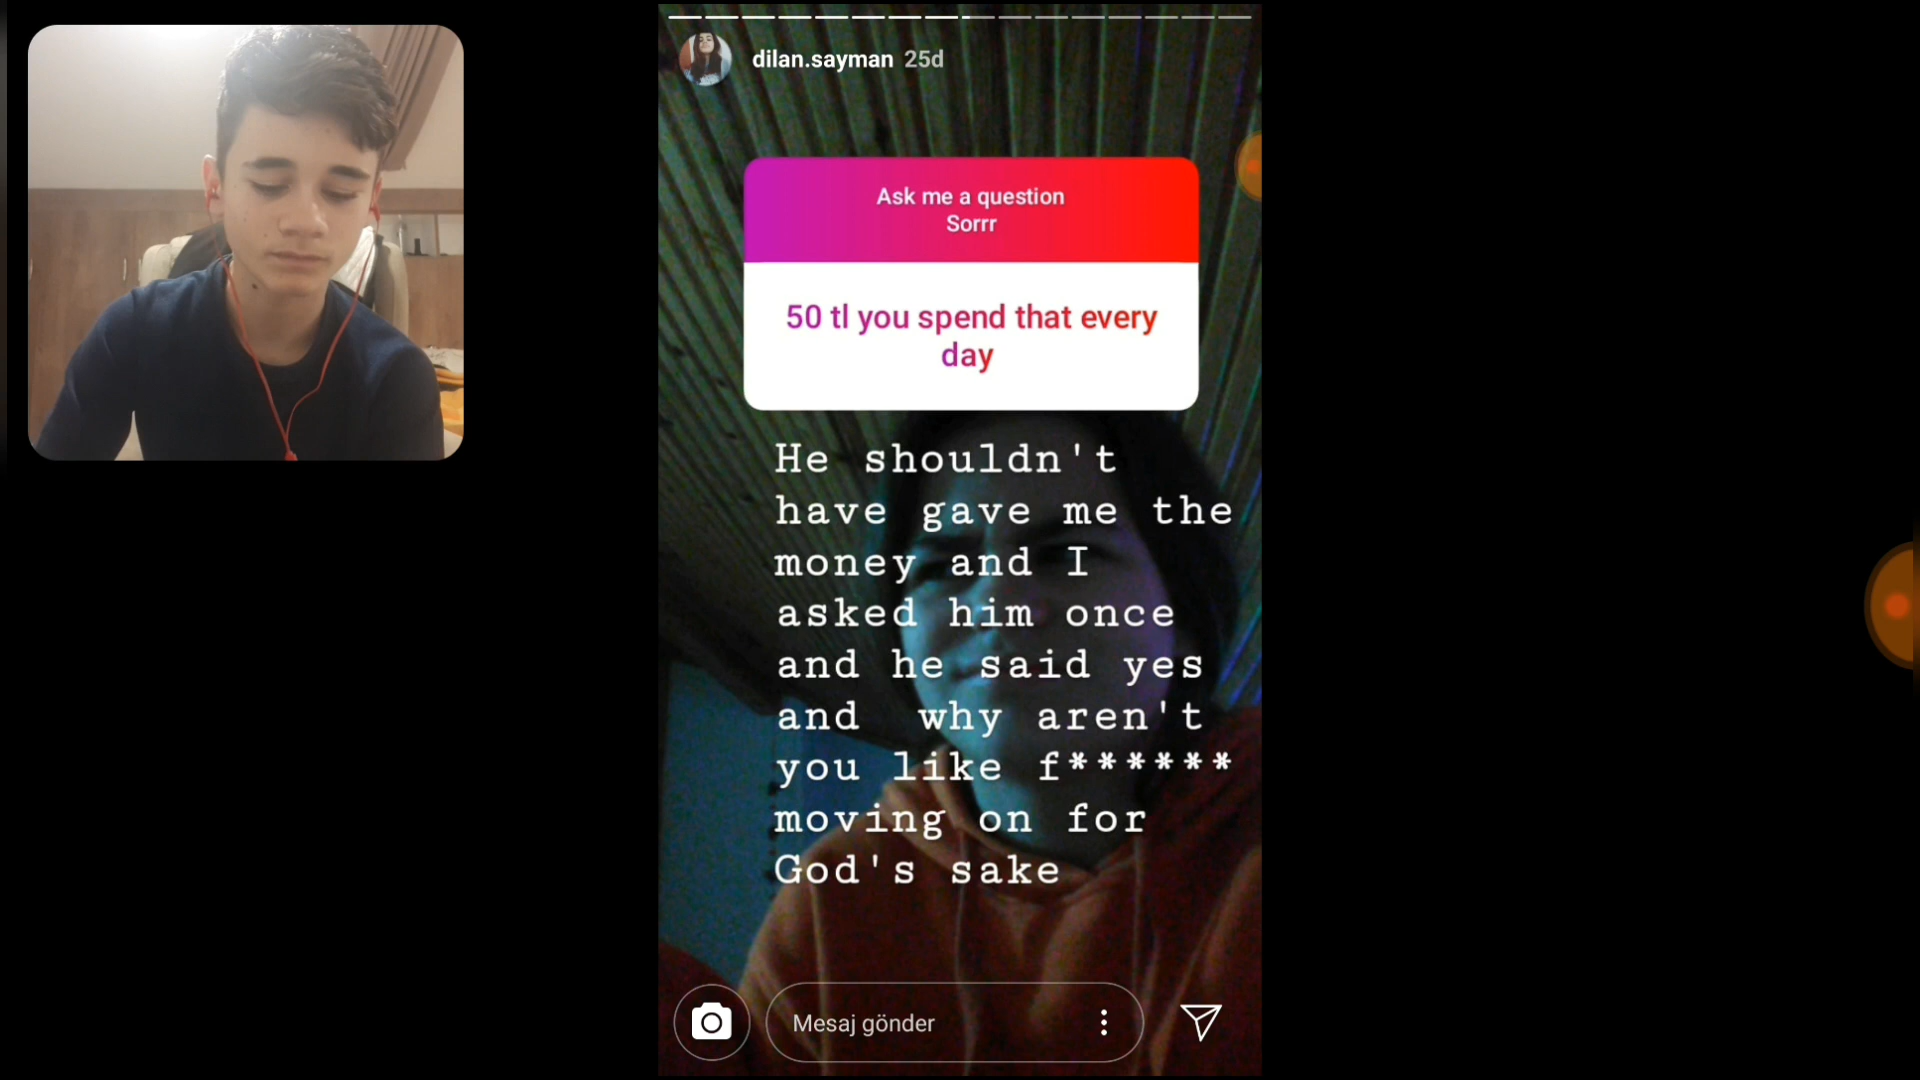 dilan.sayman 25d
Ask me a question
Sorrr
50 tl you spend that every
day
He shouldn't
have gave me the
money and I
asked him once
and he said yes
and why aren't
you like f******
moving on for
God's sake
Mesaj gönder